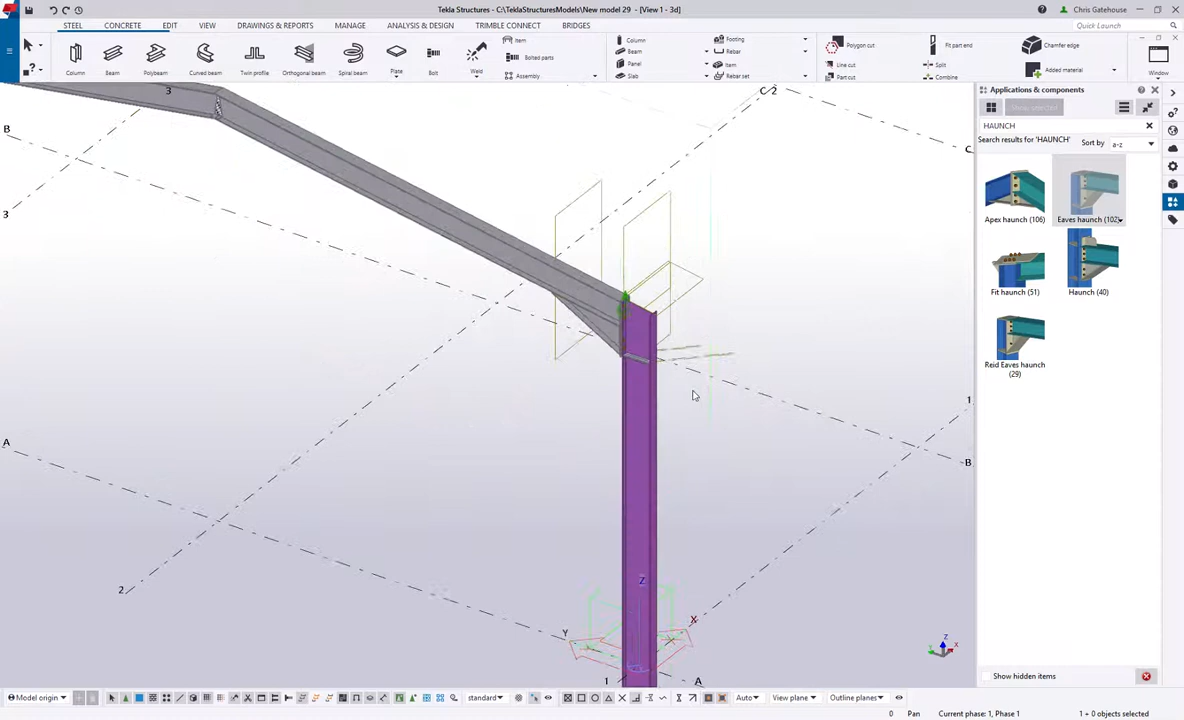 Tekla Structures - C:\TeklaStructuresModels\New model 29 - [View 1 - 3d]
Chris Gatehouse
STEEL CONCRETE EDIT VIEW DRAWINGS & REPORTS MANAGE ANALYSIS & DESIGN TRIMBLE CONNECT BRIDGES
Quick Launch
Column
Beam
Polybeam
Curved beam
Twin profile
Orthogonal beam
Spiral beam
Plate
Bolt
Weld
Item
Bolted parts
Assembly
Column
Beam
Panel
Slab
Footing
Rebar
Item
Rebar set
Polygon cut
Line cut
Part cut
Fit part end
Split
Combine
Chamfer edge
Added material
Window
Applications & components
HAUNCH
Search results for 'HAUNCH'
Sort by
a-z
Apex haunch (106)
Eaves haunch (102)
Fit haunch (51)
Haunch (40)
Reid Eaves haunch (29)
3
B
C 2
C
3
A
1
B
2
Z
X
Y
1
A
Z
X
Show hidden items
Model origin
standard
Auto
View plane
Outline planes
0
Pan
Current phase: 1, Phase 1
1 + 0 objects selected